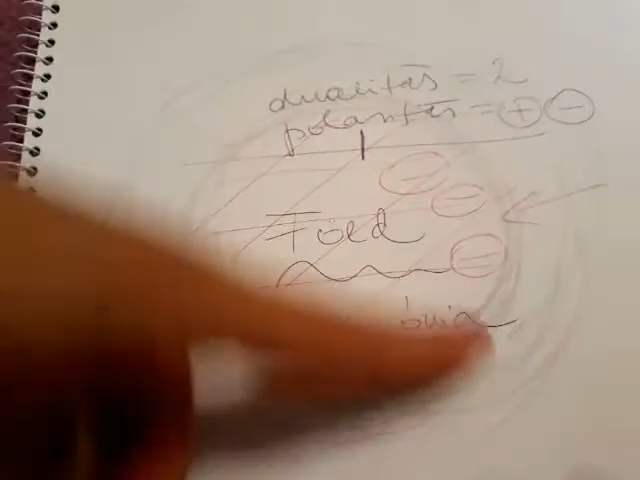 dualitás = 2
polaritás = + -
- -
Föld
-